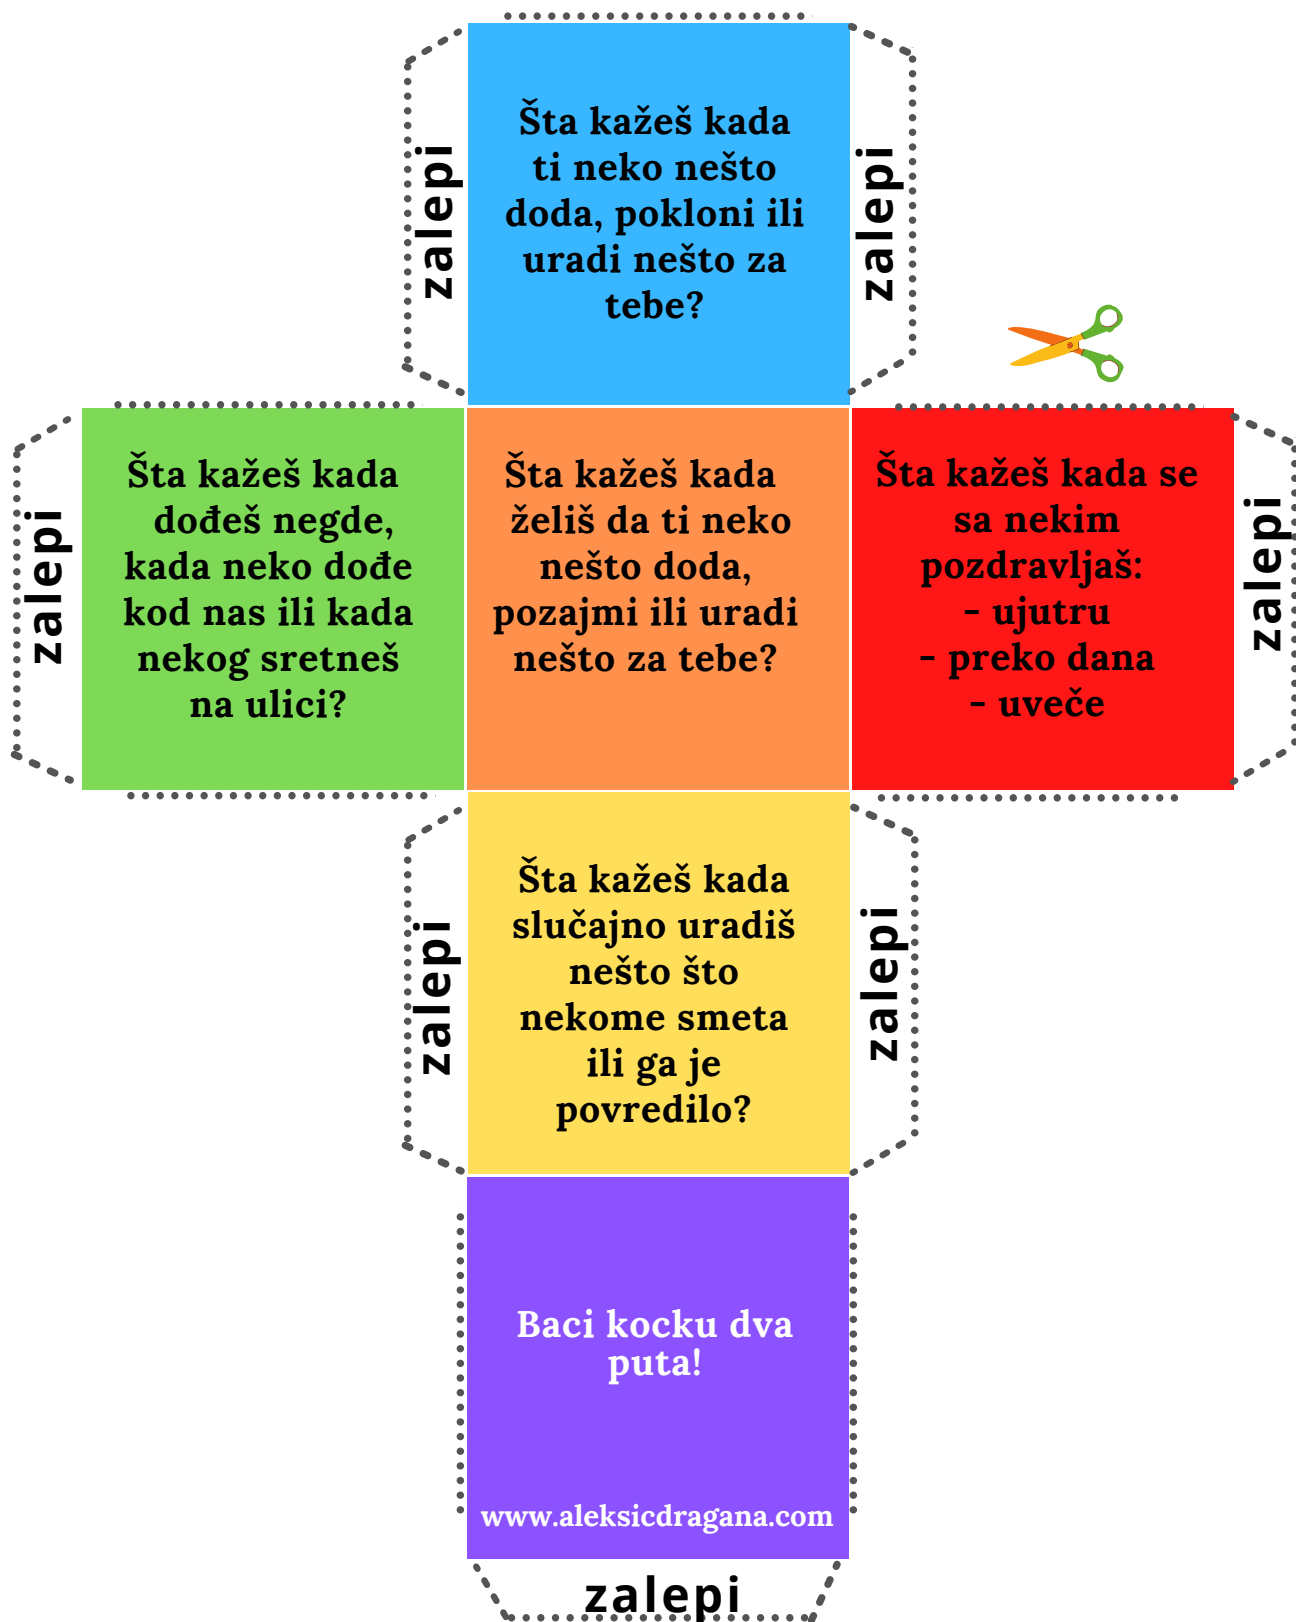 Šta kažeš kada
ti neko nešto
doda, pokloni ili
uradi nešto za
tebe?
zalepi
zalepi
Šta kažeš kada
dođeš negde,
kada neko dođe
kod nas ili kada
nekog sretneš
na ulici?
zalepi
Šta kažeš kada
želiš da ti neko
nešto doda,
pozajmi ili uradi
nešto za tebe?
Šta kažeš kada se
sa nekim
pozdravljaš:
- ujutru
- preko dana
- uveče
zalepi
Šta kažeš kada
slučajno uradiš
nešto što
nekome smeta
ili ga je
povredilo?
zalepi
zalepi
Baci kocku dva
puta!
www.aleksicdragana.com
zalepi